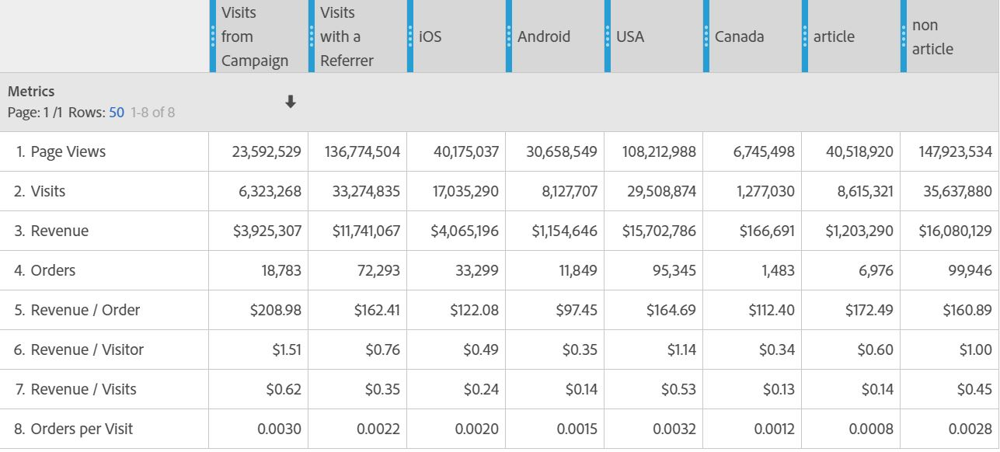 Visits from Campaign Visits with a Referrer iOS Android USA Canada article non article
Metrics
Page: 1 /1 Rows: 50 1-8 of 8
1. Page Views 23,592,529 136,774,504 40,175,037 30,658,549 108,212,988 6,745,498 40,518,920 147,923,534
2. Visits 6,323,268 33,274,835 17,035,290 8,127,707 29,508,874 1,277,030 8,615,321 35,637,880
3. Revenue $3,925,307 $11,741,067 $4,065,196 $1,154,646 $15,702,786 $166,691 $1,203,290 $16,080,129
4. Orders 18,783 72,293 33,299 11,849 95,345 1,483 6,976 99,946
5. Revenue / Order $208.98 $162.41 $122.08 $97.45 $164.69 $112.40 $172.49 $160.89
6. Revenue / Visitor $1.51 $0.76 $0.49 $0.35 $1.14 $0.34 $0.60 $1.00
7. Revenue / Visits $0.62 $0.35 $0.24 $0.14 $0.53 $0.13 $0.14 $0.45
8. Orders per Visit 0.0030 0.0022 0.0020 0.0015 0.0032 0.0012 0.0008 0.0028